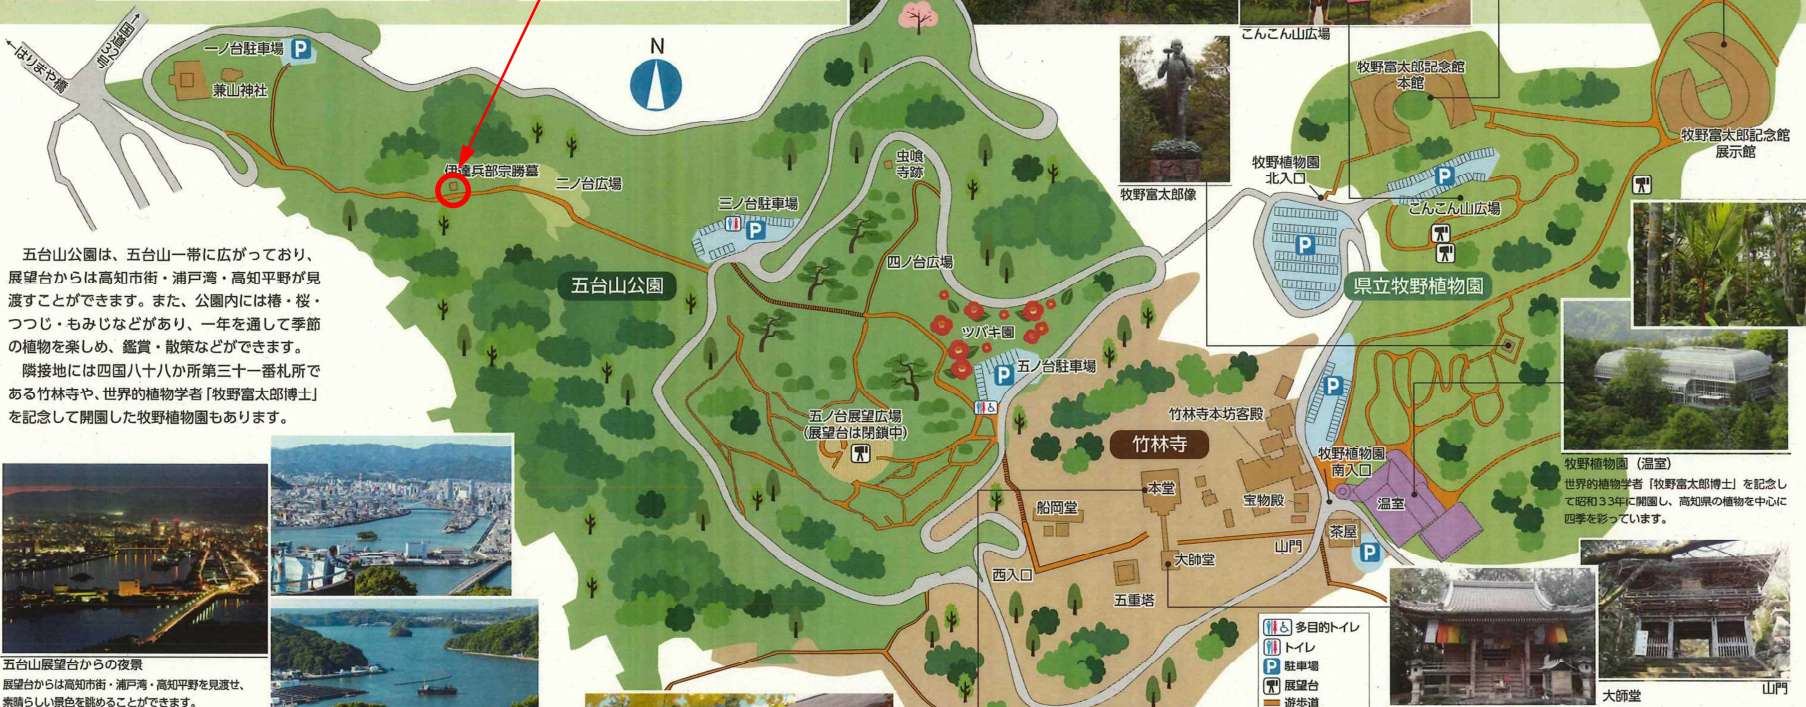 ←国道32号
←はりまや橋
一ノ台駐車場
P
兼山神社
N
伊達兵部宗勝墓
二ノ台広場
三ノ台駐車場
P
虫喰
寺跡
四ノ台広場
五台山公園
ツバキ園
五ノ台駐車場
P
五ノ台展望広場
(展望台は閉鎖中)
こんこん山広場
牧野富太郎像
牧野富太郎記念館
本館
牧野富太郎記念館
展示館
牧野植物園
北入口
P
P
こんこん山広場
県立牧野植物園
P
五台山公園は、五台山一帯に広がっており、
展望台からは高知市街・浦戸湾・高知平野が見
渡すことができます。また、公園内には椿・桜・
つつじ・もみじなどがあり、一年を通して季節
の植物を楽しめ、鑑賞・散策などができます。
隣接地には四国八十八か所第三十一番札所で
ある竹林寺や、世界的植物学者「牧野富太郎博士」
を記念して開園した牧野植物園もあります。
竹林寺本坊客殿
竹林寺
牧野植物園
南入口
本堂
宝物殿
船岡堂
温室
茶屋
P
山門
大師堂
西入口
五重塔
牧野植物園(温室)
世界的植物学者「牧野富太郎博士」を記念し
て昭和33年に開園し、高知県の植物を中心に
四季を彩っています。
五台山展望台からの夜景
展望台からは高知市街・浦戸湾・高知平野を見渡せ、
素晴らしい景色を眺めることができます。
多目的トイレ
トイレ
P 駐車場
展望台
遊歩道
大師堂
山門